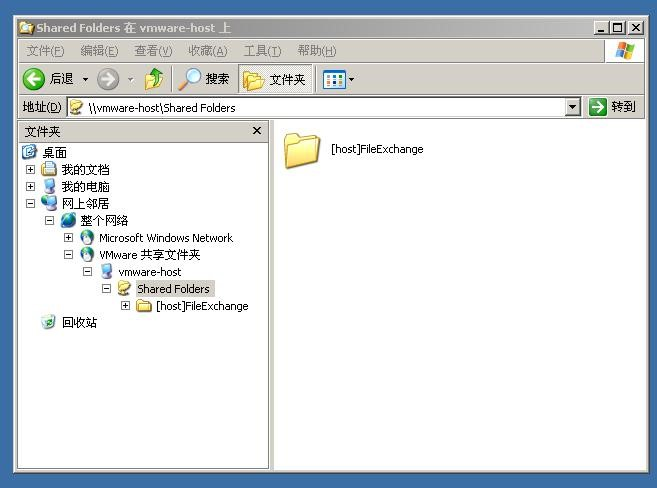 Shared Folders 在 vmware-host 上
文件(F) 编辑(E) 查看(V) 收藏(A) 工具(T) 帮助(H)
后退 搜索 文件夹
地址(D) \\vmware-host\Shared Folders 转到
文件夹
桌面
我的文档
我的电脑
网上邻居
整个网络
Microsoft Windows Network
VMware 共享文件夹
vmware-host
Shared Folders
[host]FileExchange
回收站
[host]FileExchange